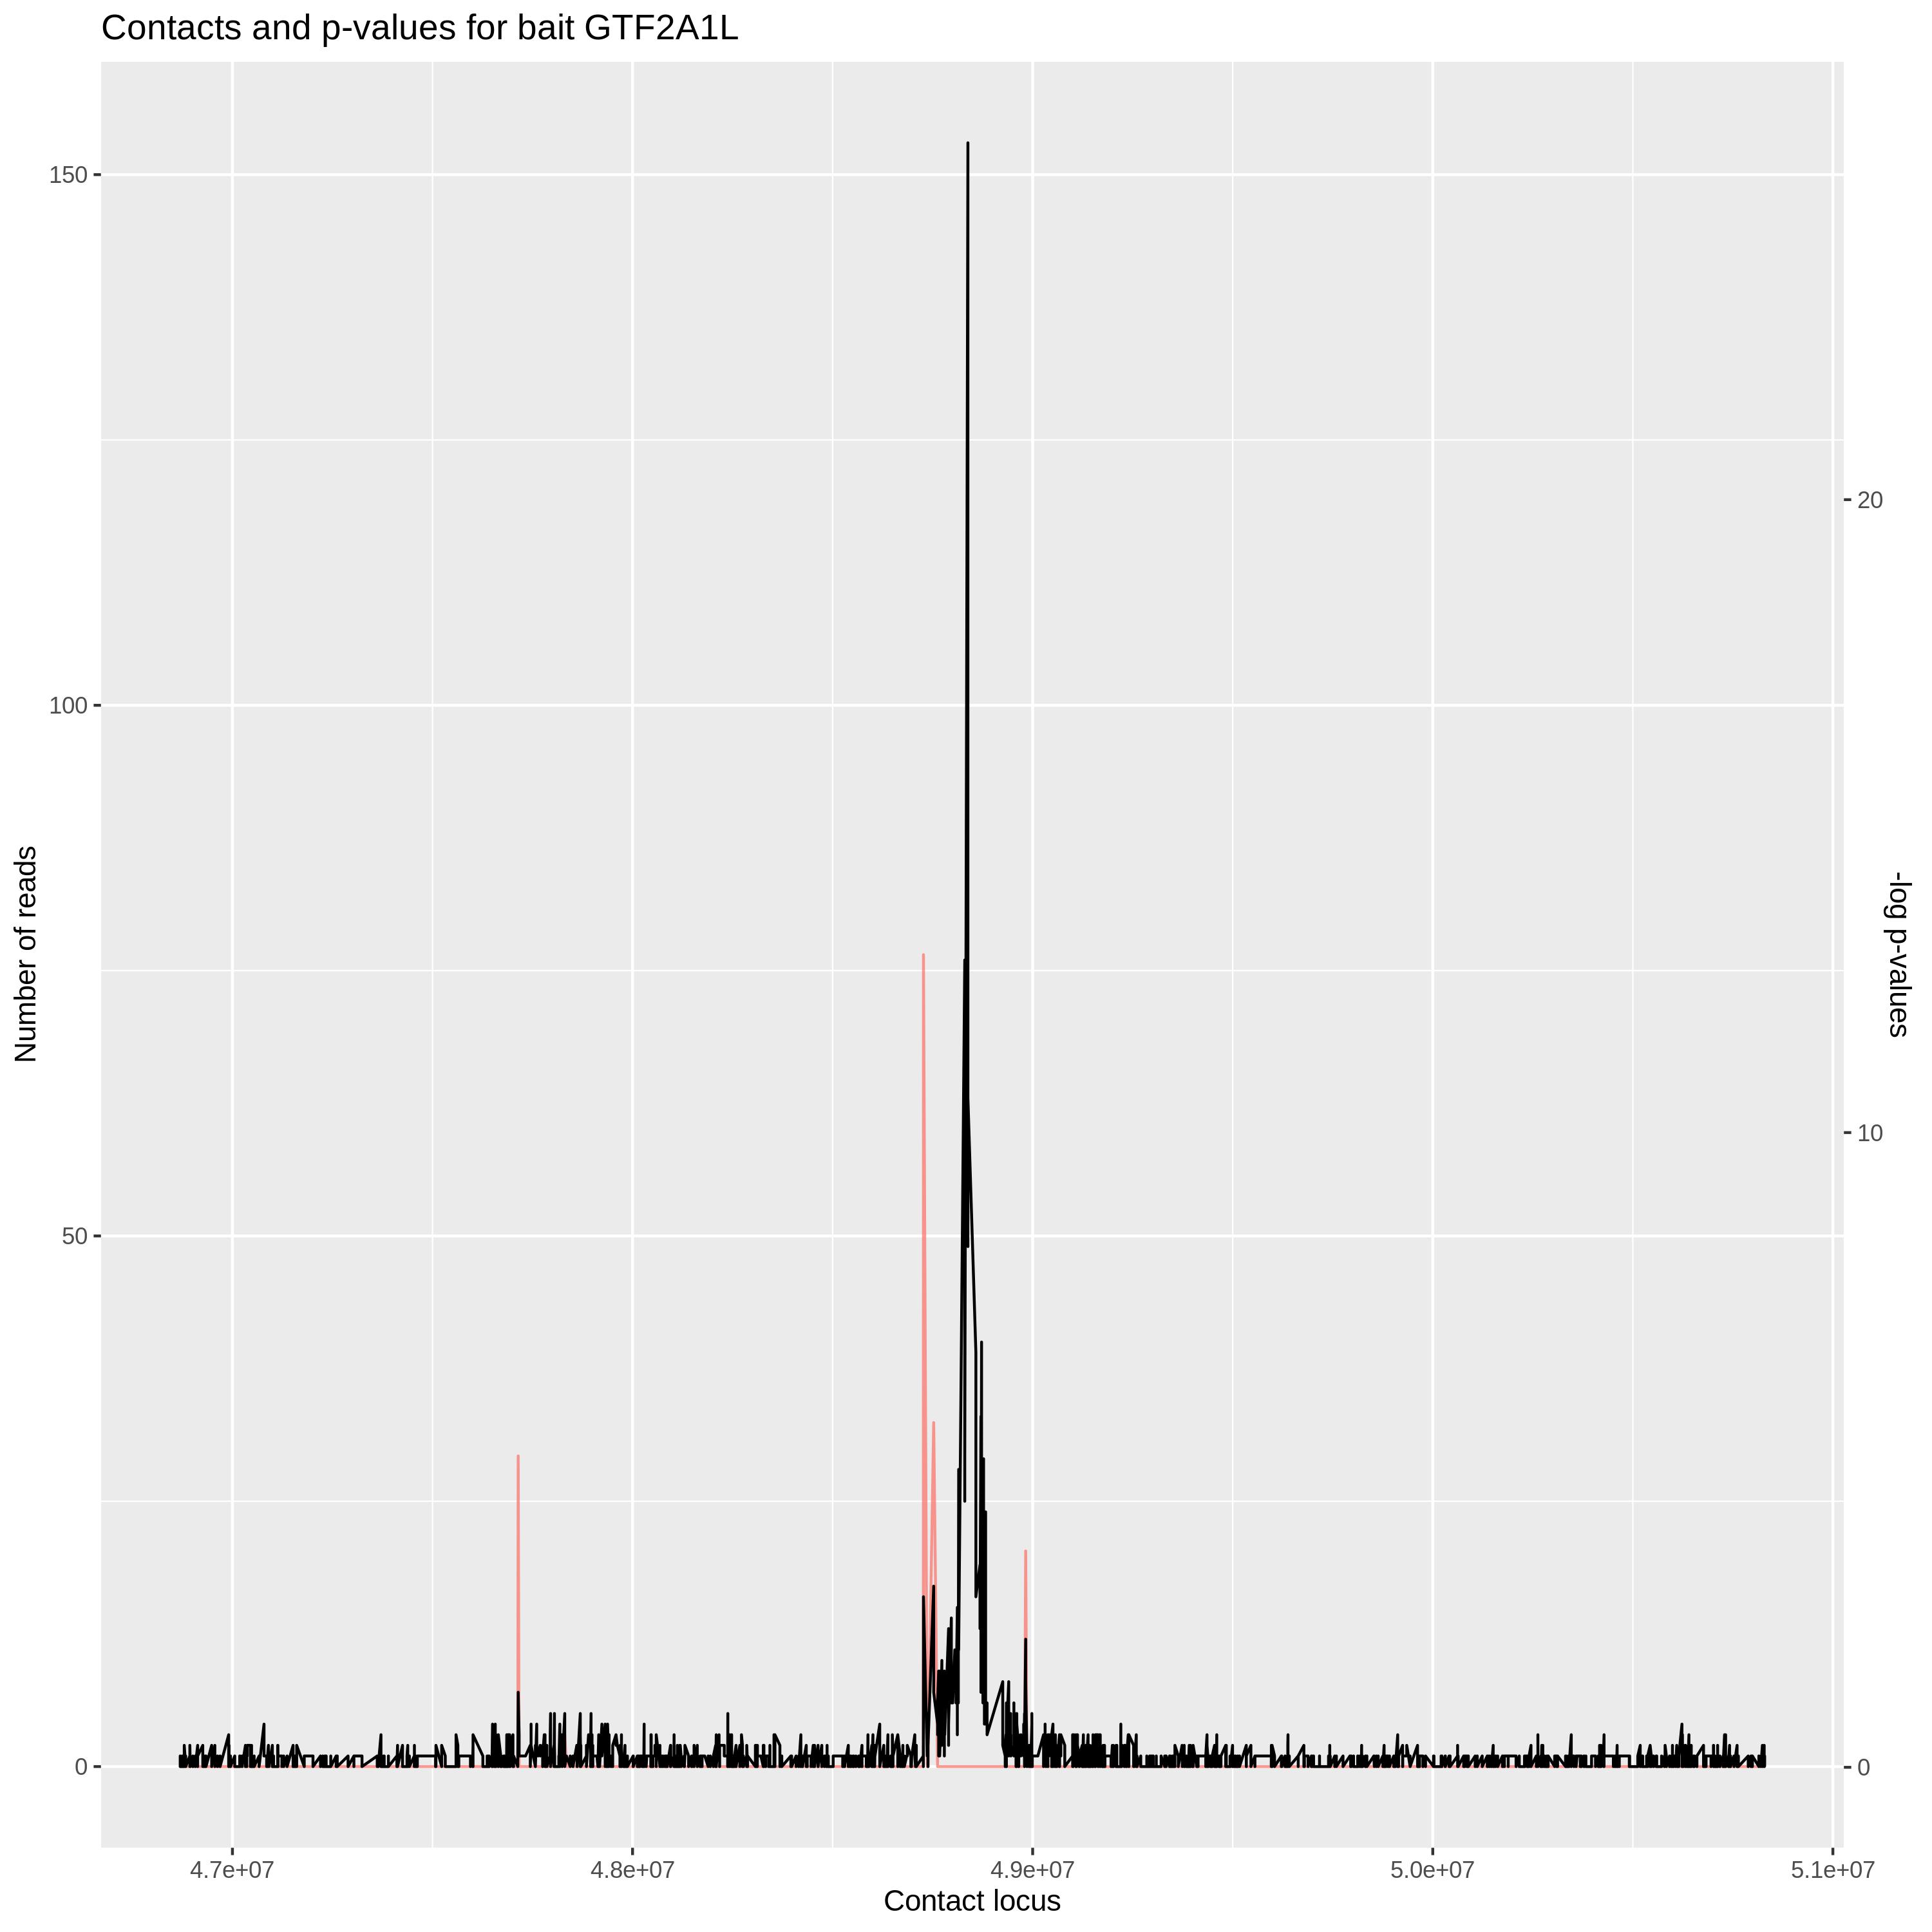 Contacts and p-values for bait GTF2A1L
150
100
50
0
20
10
0
Number of reads
-log p-values
4.7e+07
4.8e+07
4.9e+07
5.0e+07
5.1e+07
Contact locus